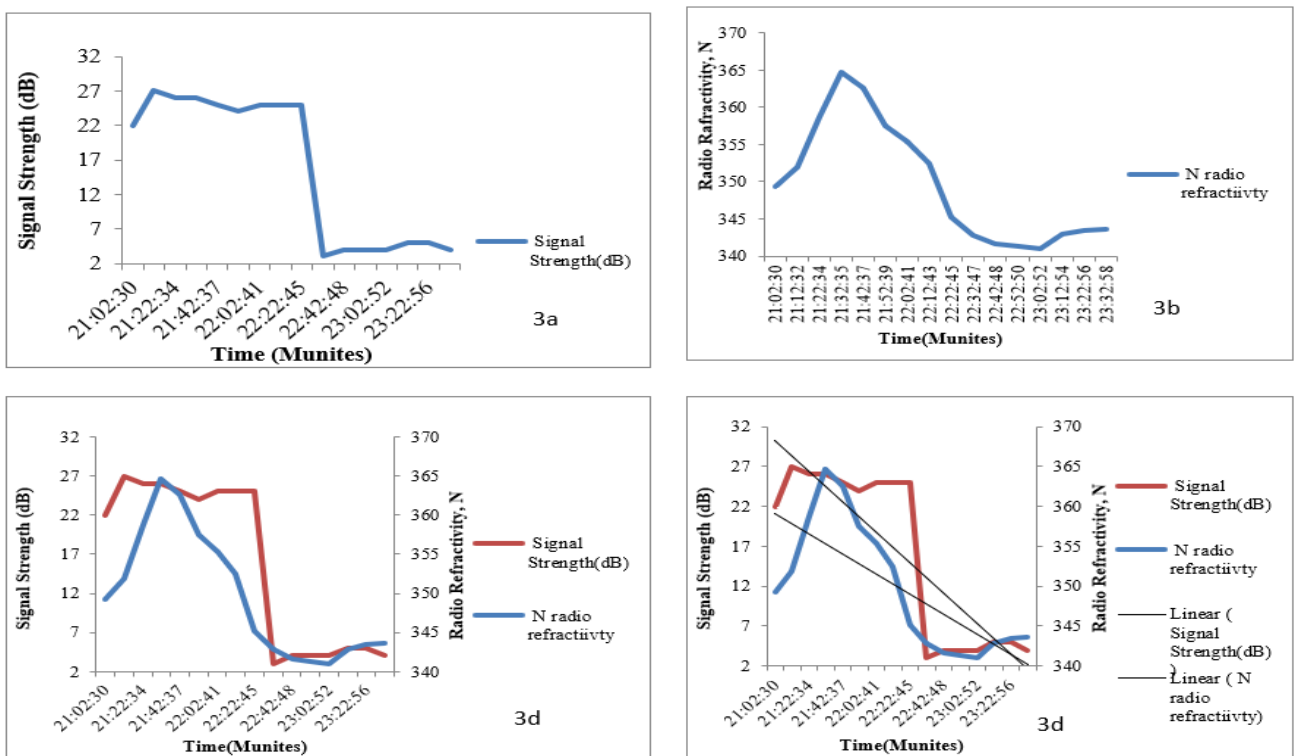 32
27
22
17
12
7
2
Signal Strength (dB)
21:02:30
21:22:34
21:42:37
22:02:41
22:22:45
22:42:48
23:02:52
23:22:56
Time (Munites)
Signal
Strength(dB)
3a
370
365
360
355
350
345
340
Radio Rafractivity, N
21:02:30
21:12:32
21:22:34
21:32:35
21:42:37
21:52:39
22:02:41
22:12:43
22:22:45
22:32:47
22:42:48
22:52:50
23:02:52
23:12:54
23:22:56
23:32:58
Time(Munites)
N radio
refractiivty
3b
32
27
22
17
12
7
2
Signal Strength (dB)
370
365
360
355
350
345
340
Radio Refractivity, N
21:02:30
21:22:34
21:42:37
22:02:41
22:22:45
22:42:48
23:02:52
23:22:56
Time(Munites)
Signal
Strength(dB)
N radio
refractiivty
3d
32
27
22
17
12
7
2
Signal Strength (dB)
370
365
360
355
350
345
340
Radio Refractivity, N
21:02:30
21:22:34
21:42:37
22:02:41
22:22:45
22:42:48
23:02:52
23:22:56
Time(Munites)
Signal
Strength(dB)
N radio
refractiivty
Linear (
Signal
Strength(dB)
)
Linear ( N
radio
refractiivty)
3d